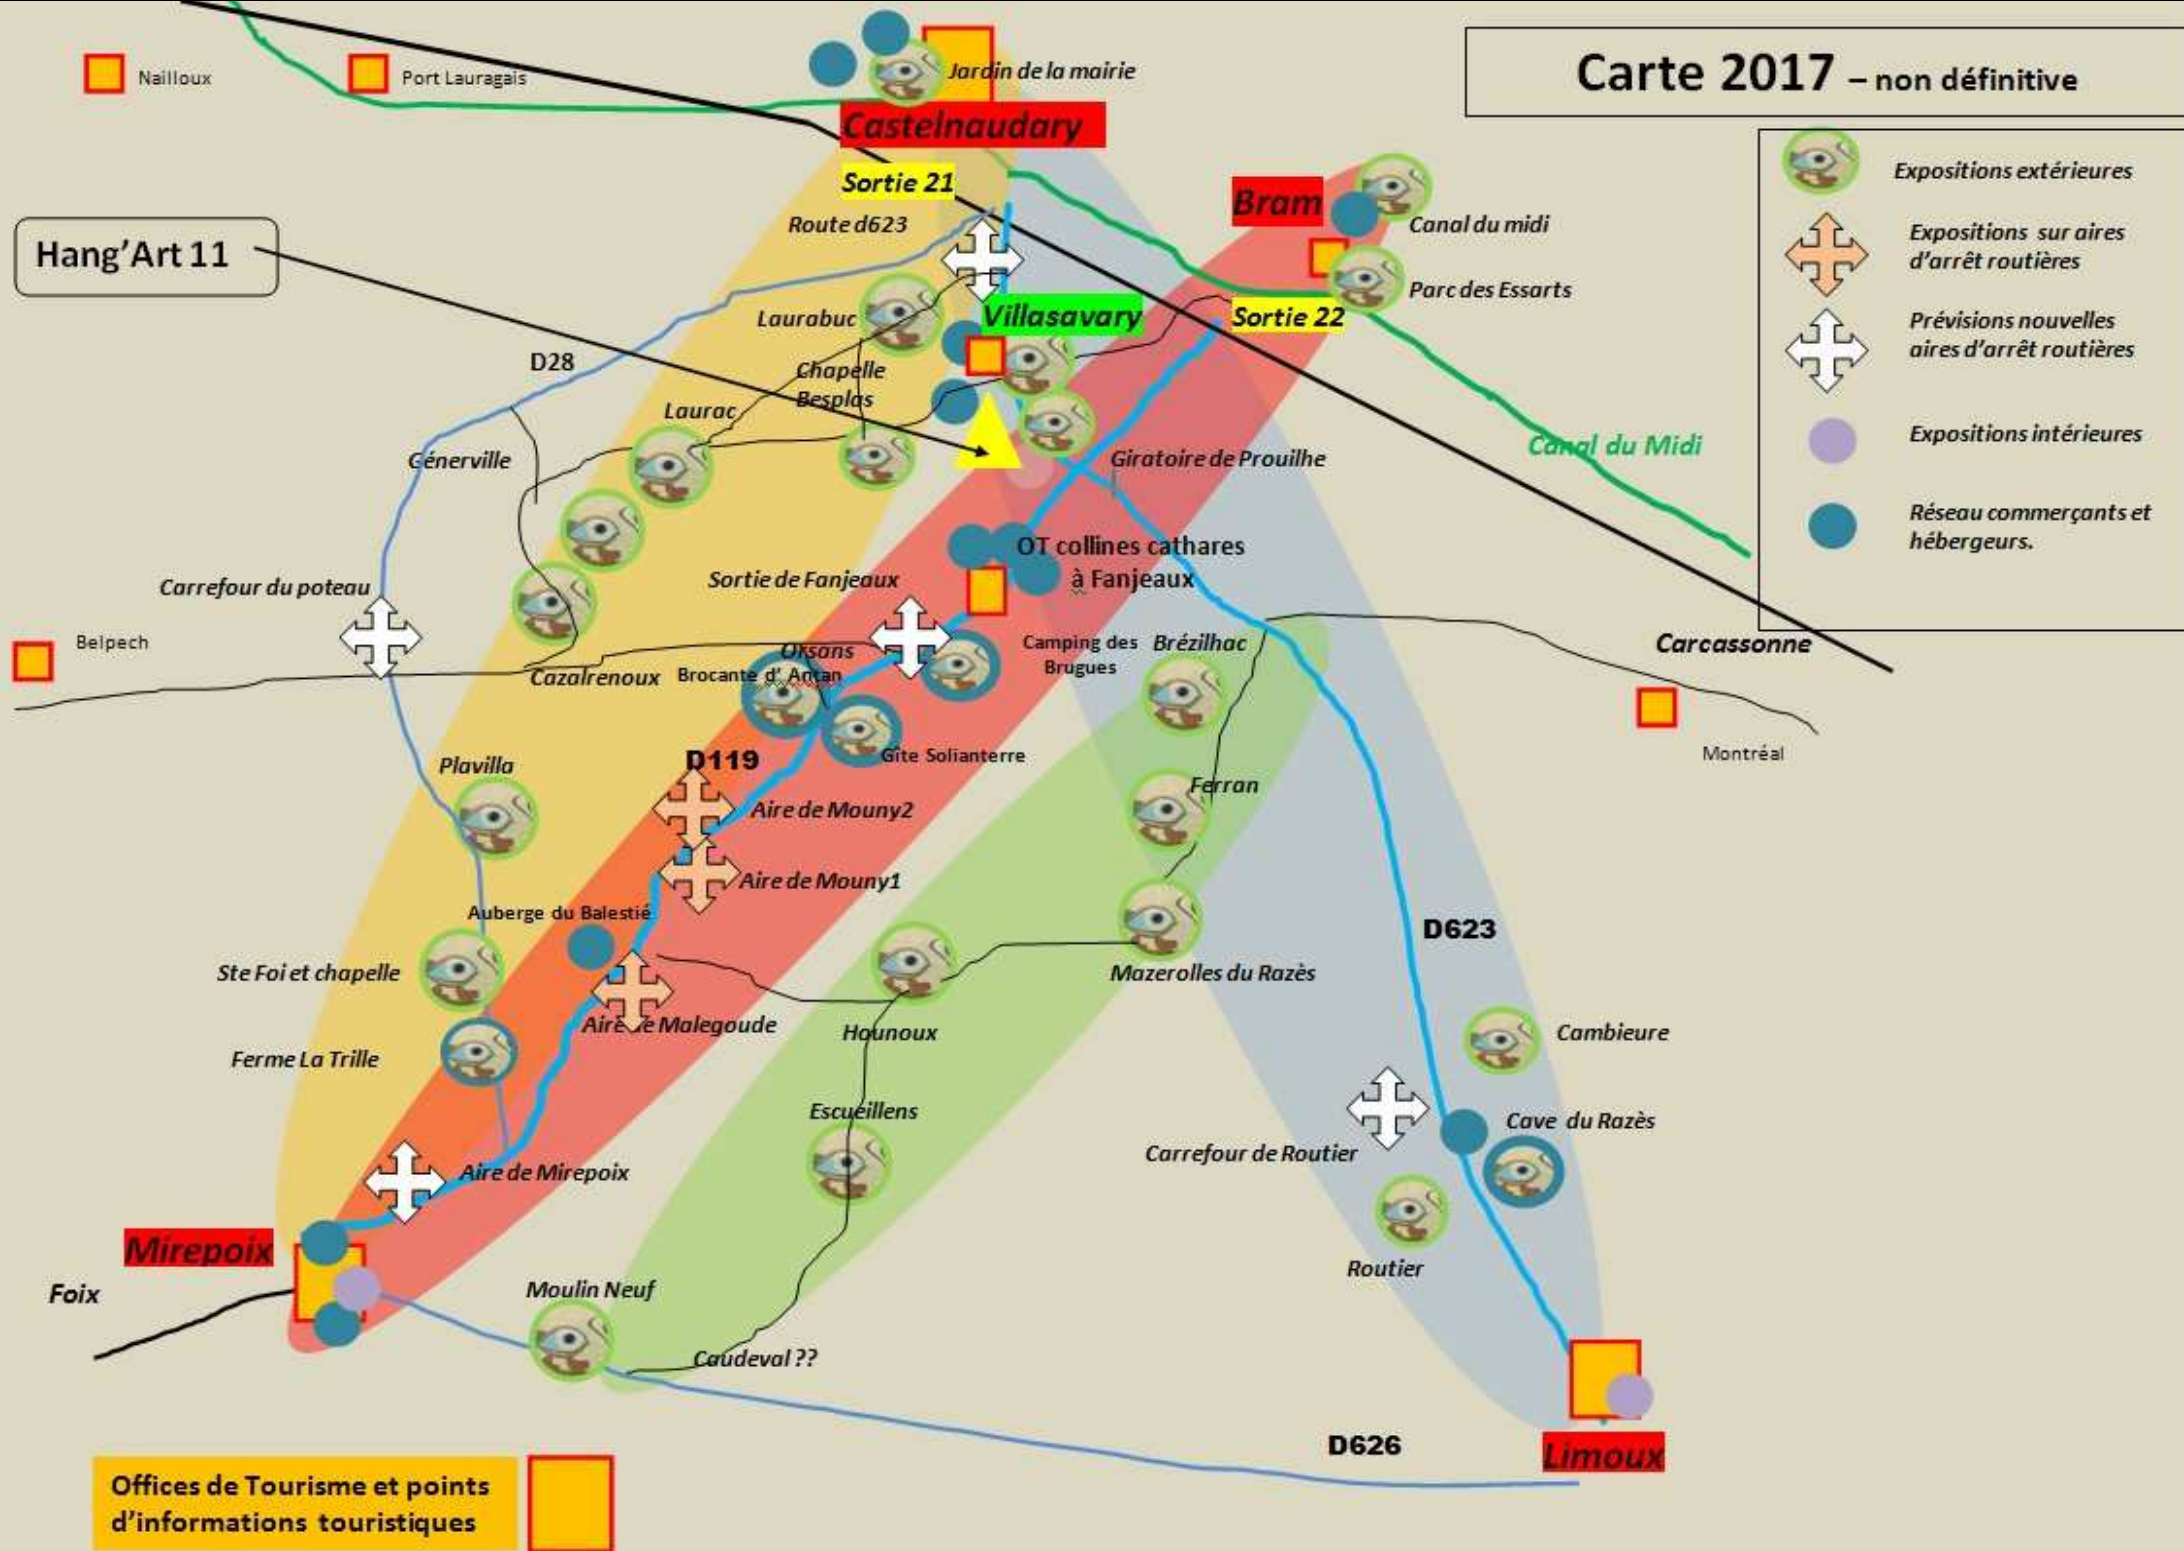 Nailloux
Port Lauragais
Jardin de la mairie
Carte 2017 – non définitive
Castelnaudary
Sortie 21
Bram
Expositions extérieures
Route d623
Canal du midi
Expositions sur aires
d’arrêt routières
Hang’Art 11
Parc des Essarts
Laurabuc
Villasavary
Sortie 22
Prévisions nouvelles
aires d’arrêt routières
D28
Chapelle
Besplas
Laurac
Canal du Midi
Expositions intérieures
Génerville
Giratoire de Prouilhe
Réseau commerçants et
hébergeurs.
OT collines cathares
à Fanjeaux
Carrefour du poteau
Sortie de Fanjeaux
Belpech
Orsans
Camping des
Brugues
Brézilhac
Carcassonne
Cazalrenoux
Brocante d’ Antan
Montréal
Gîte Solianterre
D119
Plavilla
Ferran
Aire de Mouny2
Aire de Mouny1
Auberge du Balestié
D623
Ste Foi et chapelle
Mazerolles du Razès
Aire de Malegoude
Hounoux
Cambieure
Ferme La Trille
Escueillens
Cave du Razès
Carrefour de Routier
Aire de Mirepoix
Mirepoix
Routier
Foix
Moulin Neuf
Caudeval ??
D626
Limoux
Offices de Tourisme et points
d’informations touristiques